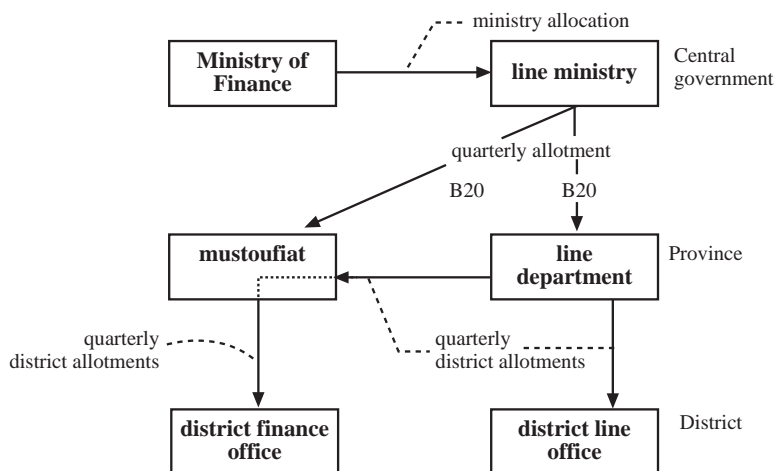 ministry allocation
Ministry of
Finance
line ministry
Central
government
quarterly allotment
B20
B20
mustoufiat
line
department
Province
quarterly
district allotments
quarterly
district allotments
district finance
office
district line
office
District